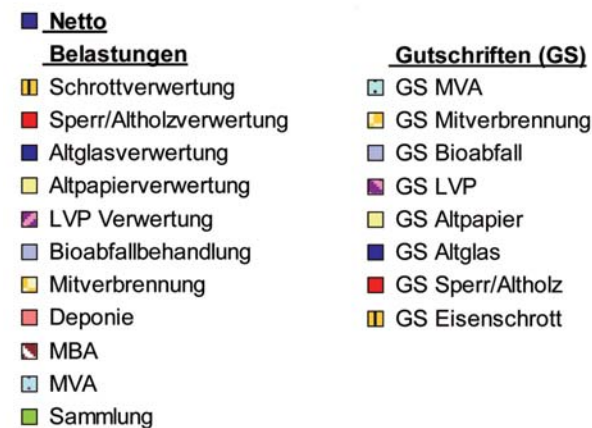 Netto
Belastungen
Schrottverwertung
Sperr/Altholzverwertung
Altglasverwertung
Altpapierverwertung
LVP Verwertung
Bioabfallbehandlung
Mitverbrennung
Deponie
MBA
MVA
Sammlung
Gutschriften (GS)
GS MVA
GS Mitverbrennung
GS Bioabfall
GS LVP
GS Altpapier
GS Altglas
GS Sperr/Altholz
GS Eisenschrott